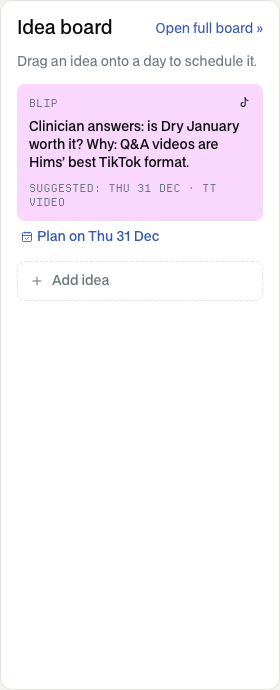 Idea board
Open full board »
Drag an idea onto a day to schedule it.
BLIP
Clinician answers: is Dry January
worth it? Why: Q&A videos are
Hims’ best TikTok format.
SUGGESTED: THU 31 DEC · TT
VIDEO
Plan on Thu 31 Dec
+ Add idea